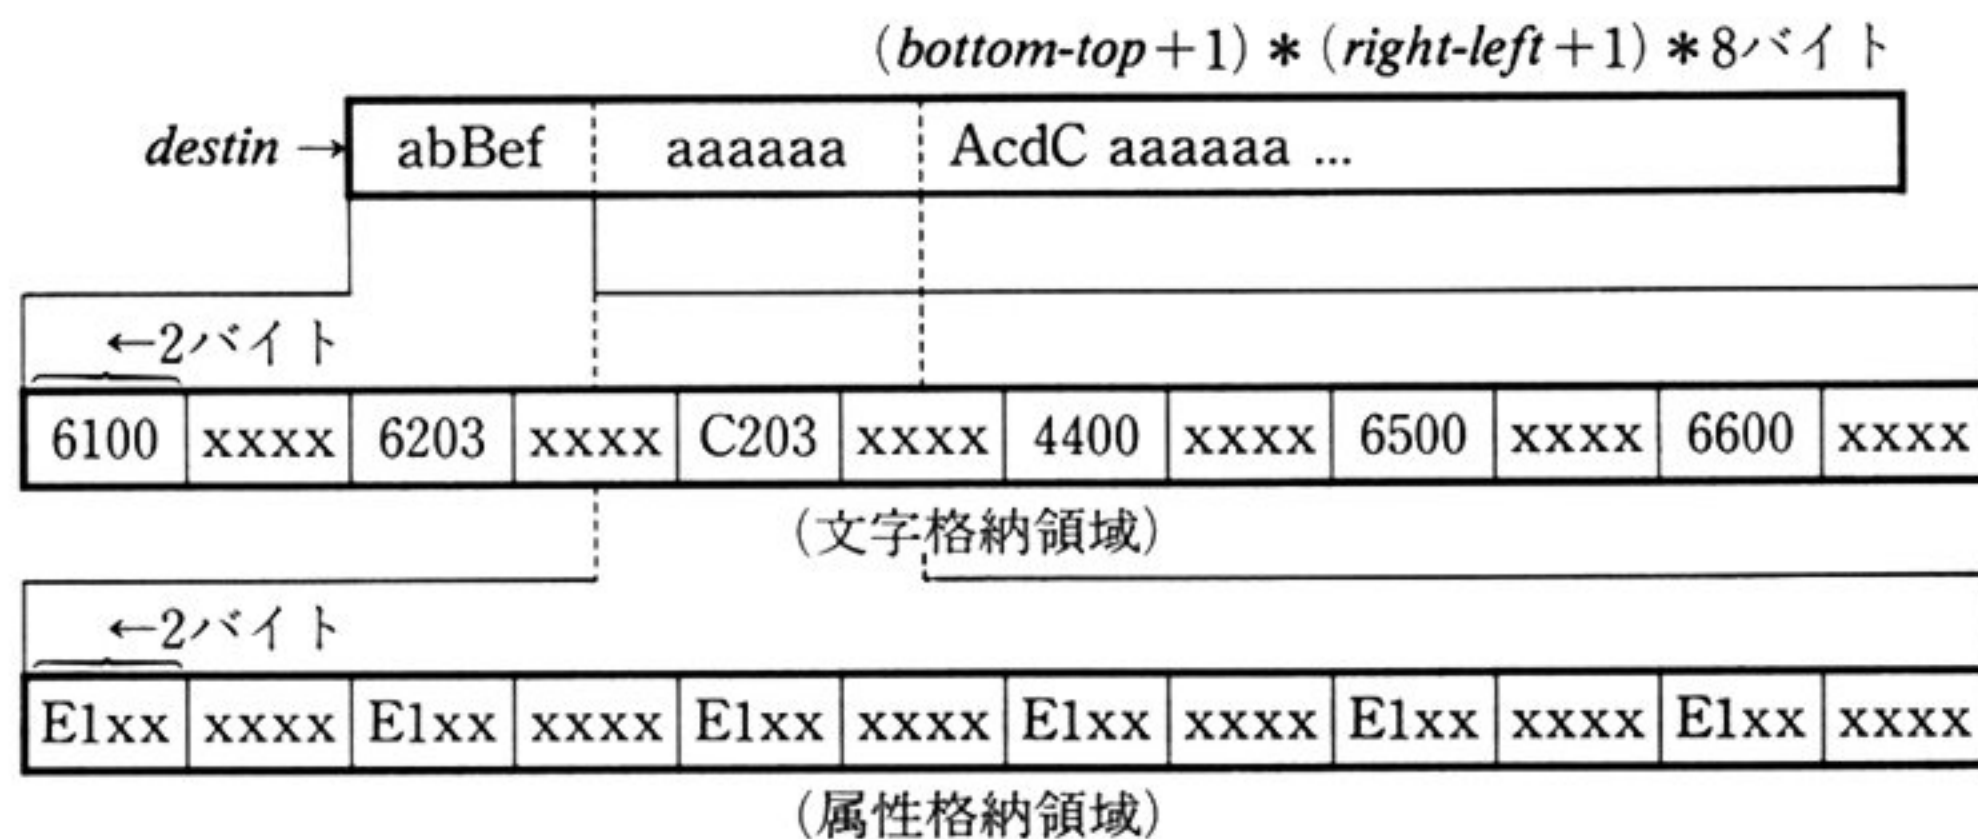 (bottom-top+1)*(right-left+1)*8バイト
destin→ abBef aaaaaa AcdC aaaaaa ...
←2バイト
6100 xxxx 6203 xxxx C203 xxxx 4400 xxxx 6500 xxxx 6600 xxxx
(文字格納領域)
←2バイト
E1xx xxxx E1xx xxxx E1xx xxxx E1xx xxxx E1xx xxxx E1xx xxxx
(属性格納領域)